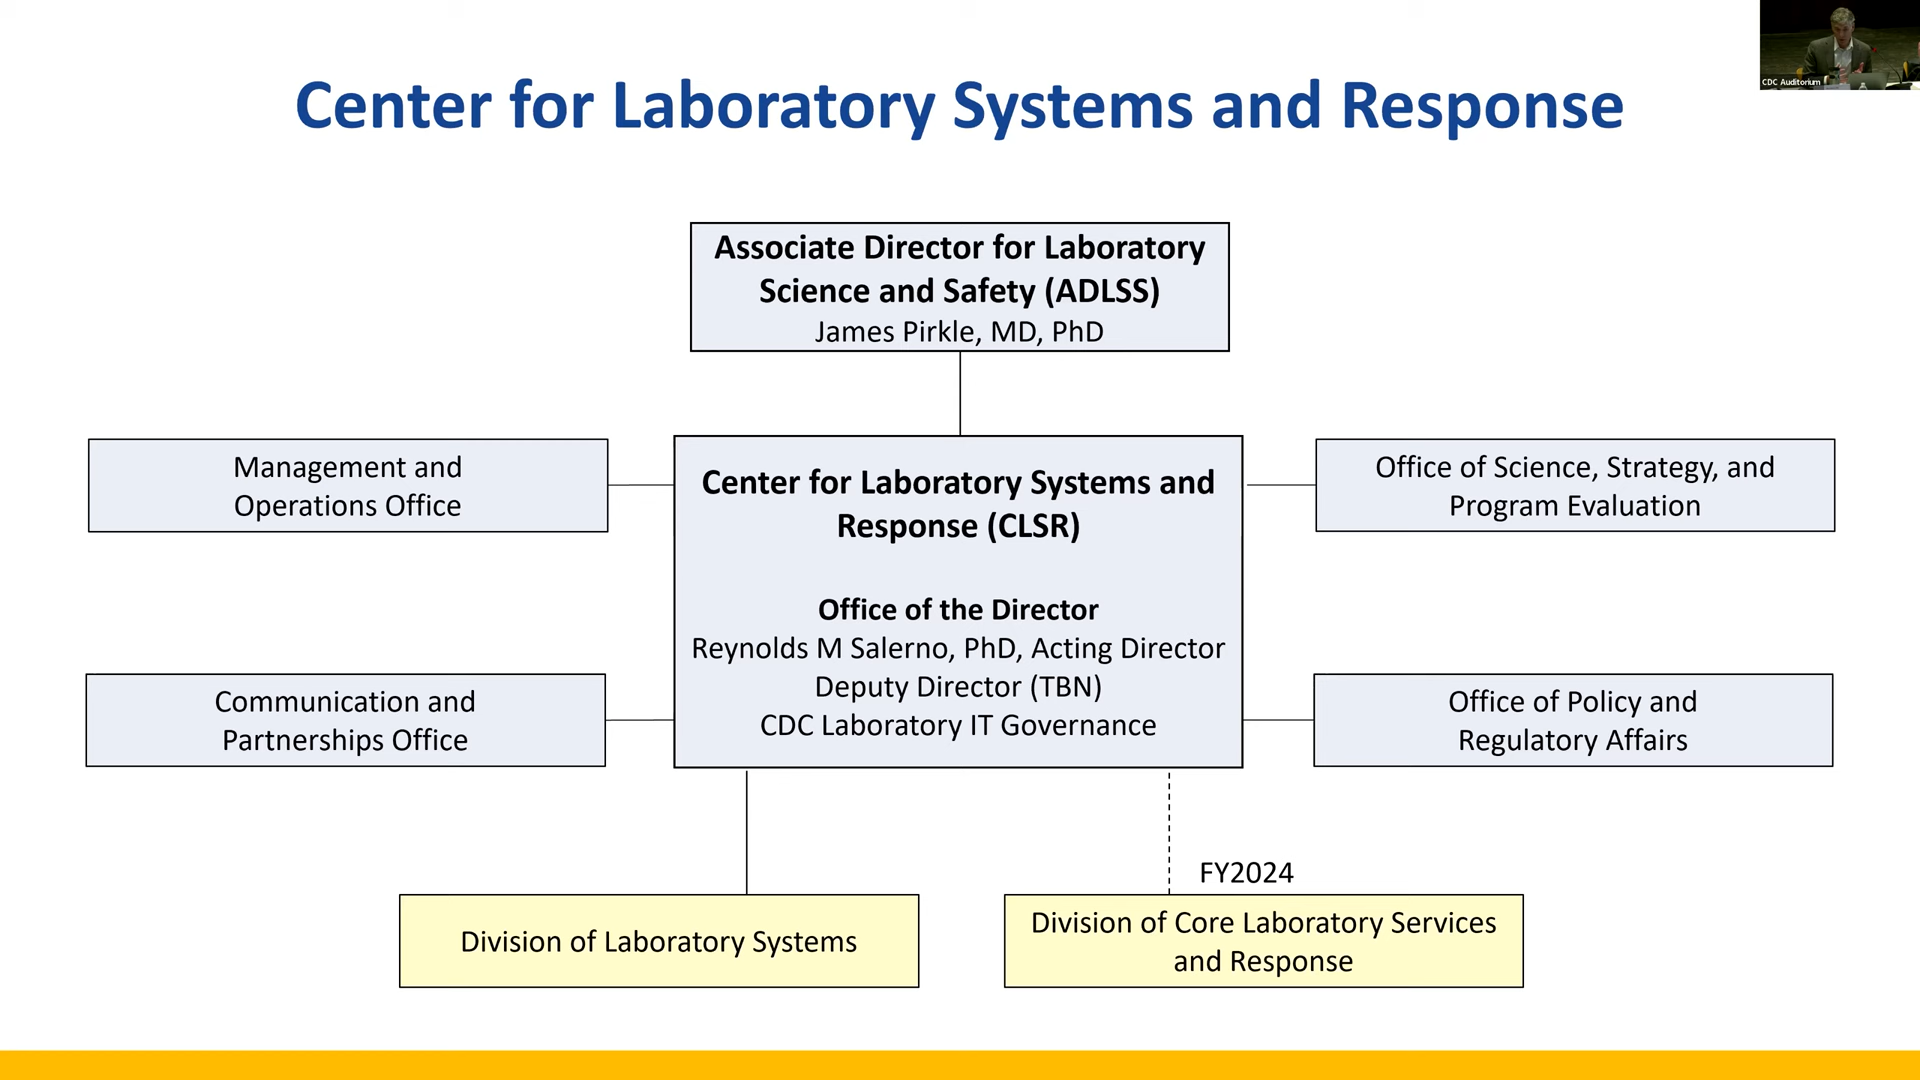 CDC Auditorium
Center for Laboratory Systems and Response
Associate Director for Laboratory
Science and Safety (ADLSS)
James Pirkle, MD, PhD
Management and
Operations Office
Center for Laboratory Systems and
Response (CLSR)
Office of the Director
Reynolds M Salerno, PhD, Acting Director
Deputy Director (TBN)
CDC Laboratory IT Governance
Office of Science, Strategy, and
Program Evaluation
Communication and
Partnerships Office
Office of Policy and
Regulatory Affairs
FY2024
Division of Laboratory Systems
Division of Core Laboratory Services
and Response